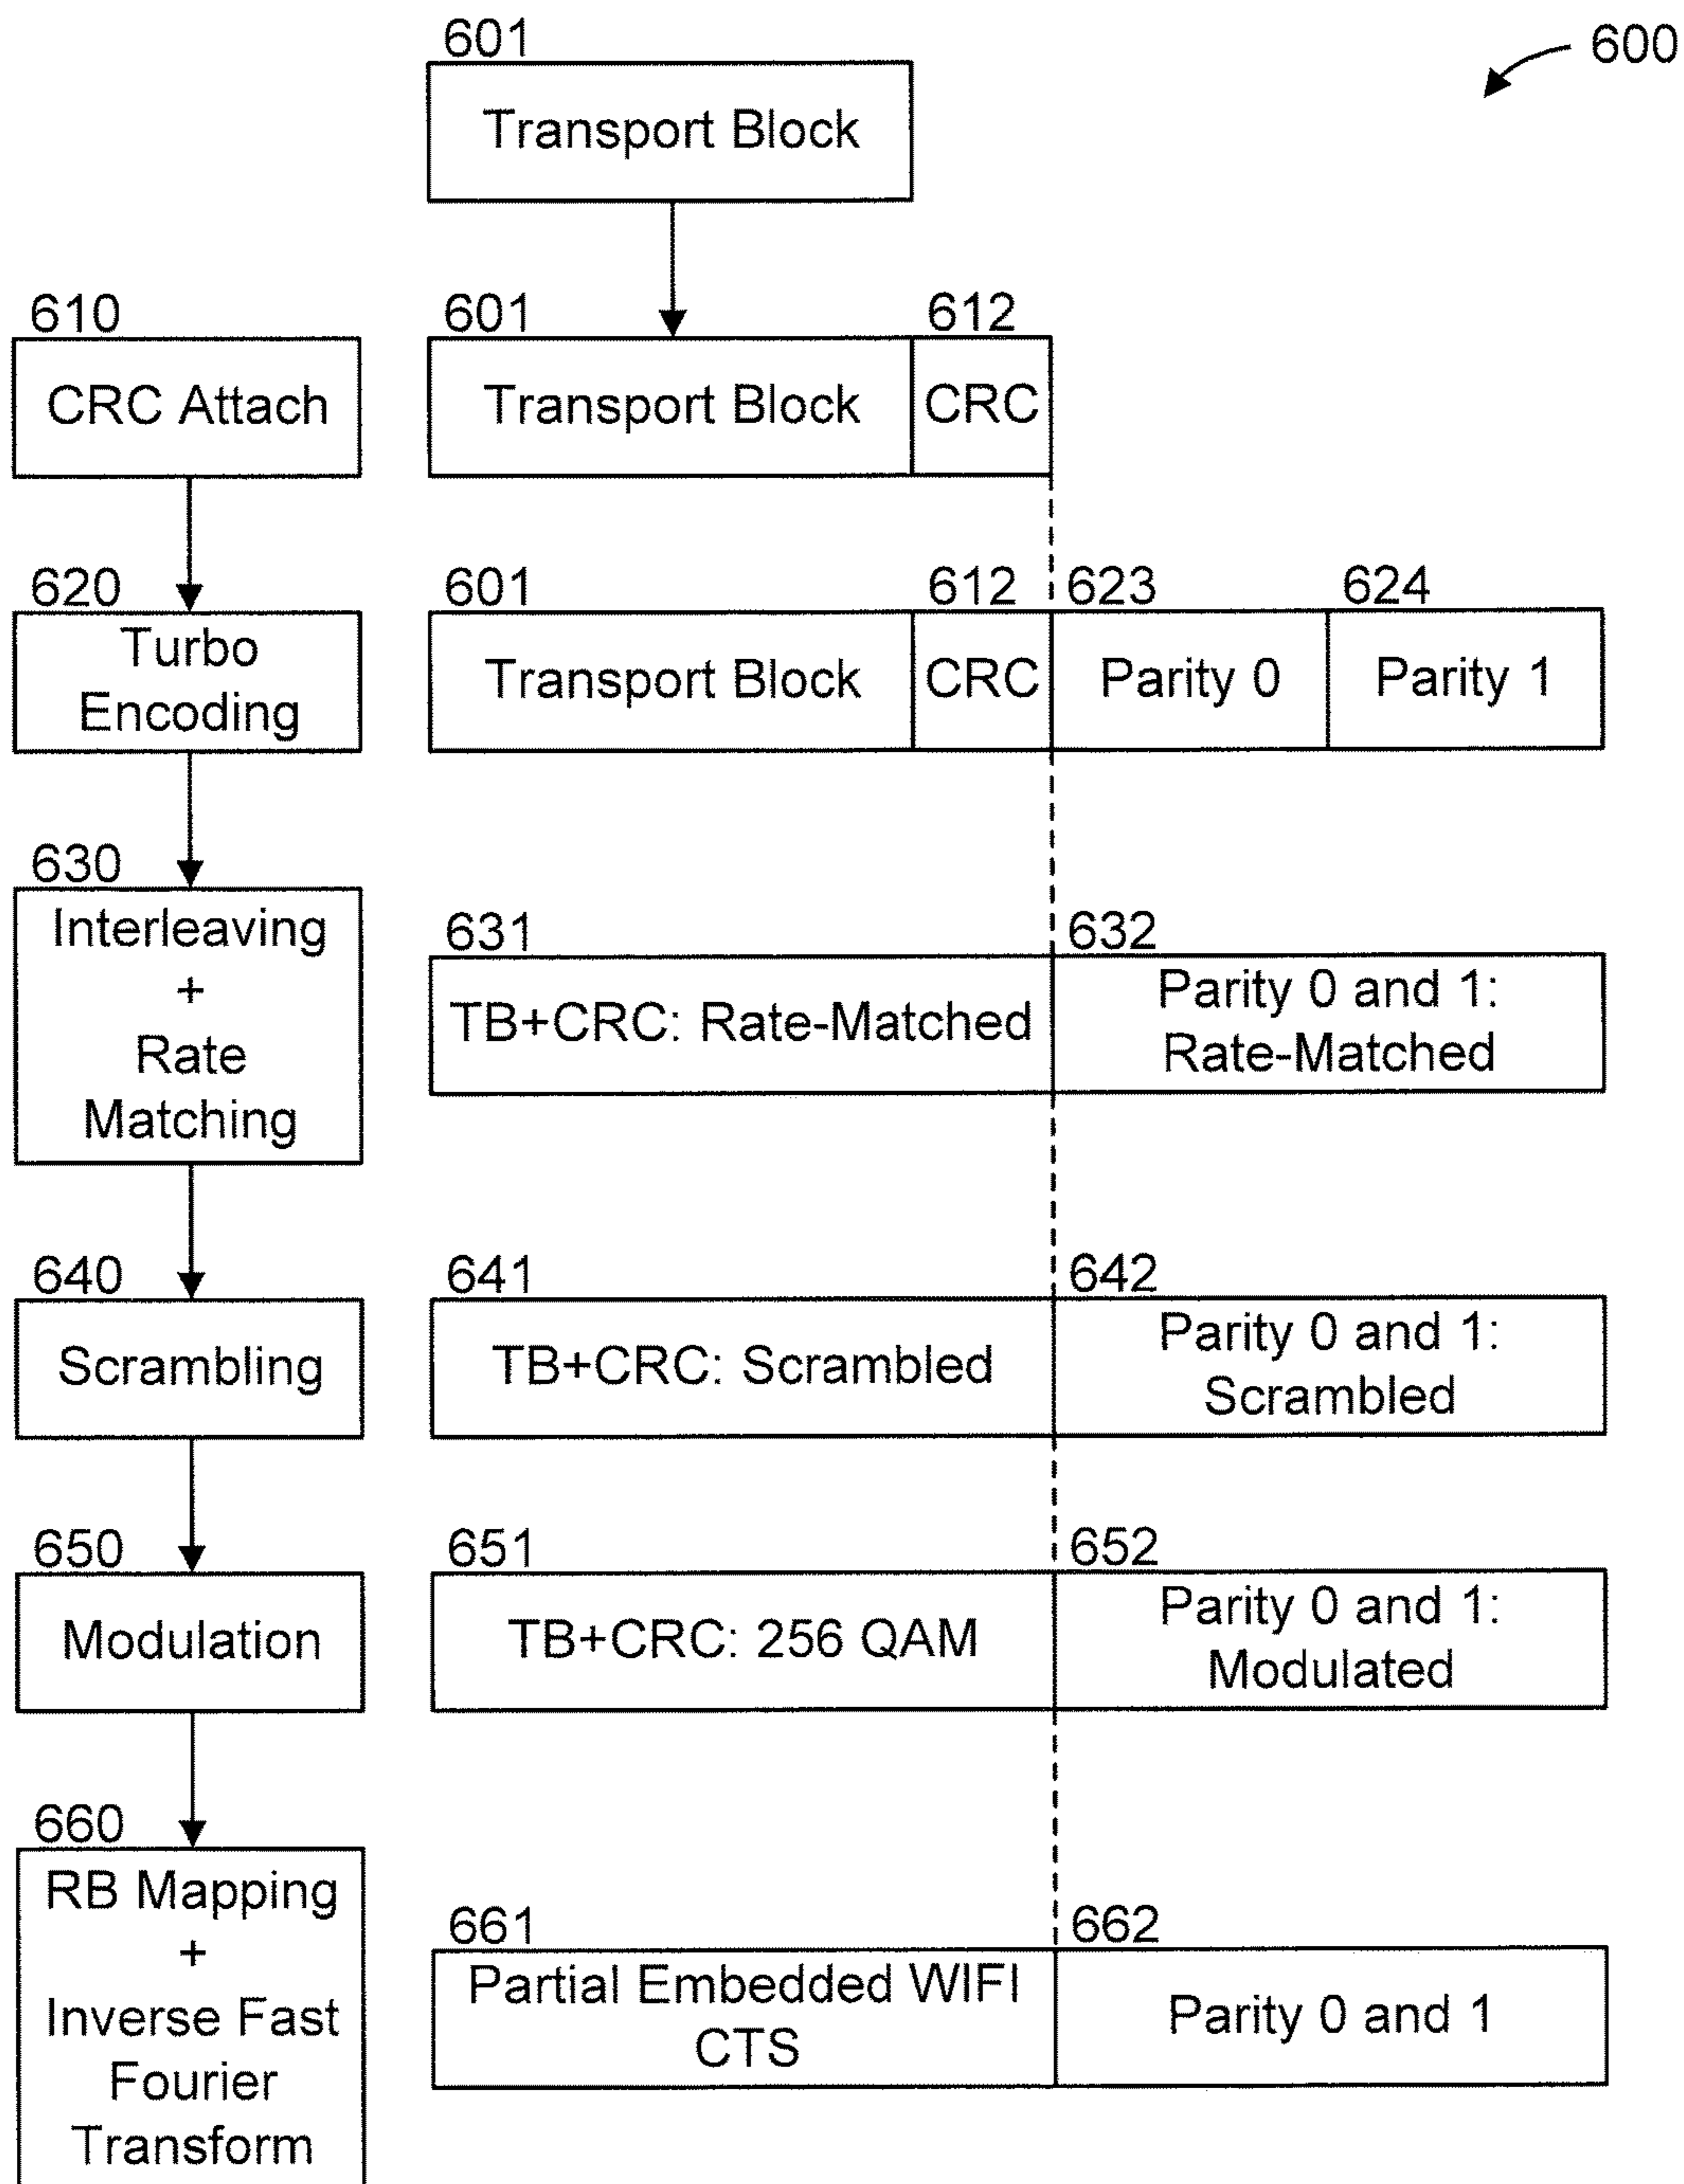 601
600
Transport Block
610
601
612
CRC Attach
Transport Block
CRC
620
601
612
623
624
Turbo
Encoding
Transport Block
CRC
Parity 0
Parity 1
630
Interleaving
+
Rate
Matching
631
632
TB+CRC: Rate-Matched
Parity 0 and 1:
Rate-Matched
640
641
642
Scrambling
TB+CRC: Scrambled
Parity 0 and 1:
Scrambled
650
651
652
Modulation
TB+CRC: 256 QAM
Parity 0 and 1:
Modulated
660
RB Mapping
+
Inverse Fast
Fourier
Transform
661
662
Partial Embedded WIFI
CTS
Parity 0 and 1